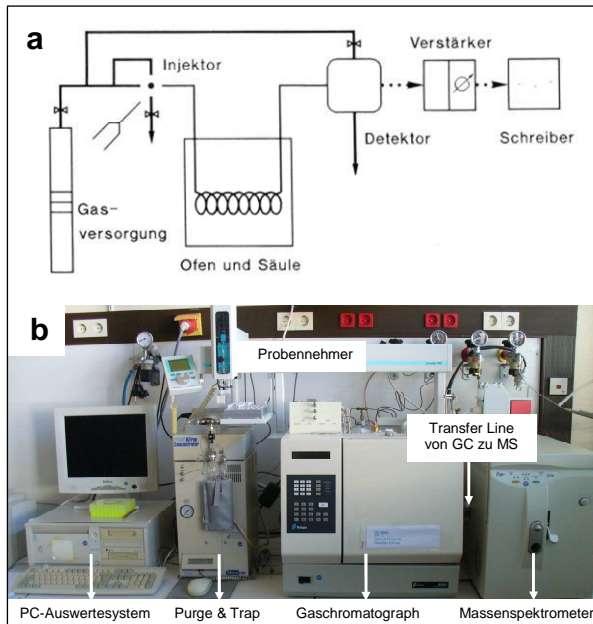 a
Injektor
Verstärker
Detektor
Schreiber
Gas-
versorgung
Ofen und Säule
b
Probennehmer
Transfer Line
von GC zu MS
PC-Auswertesystem
Purge & Trap
Gaschromatograph
Massenspektrometer